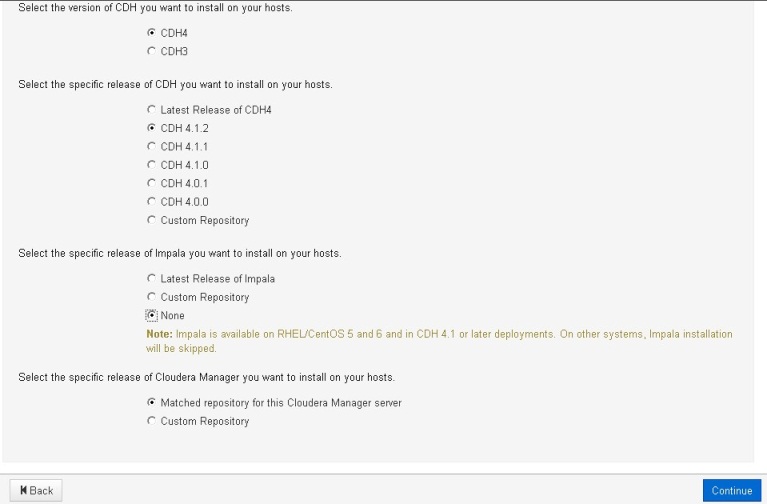 Select the version of CDH you want to install on your hosts.
CDH4
CDH3
Select the specific release of CDH you want to install on your hosts.
Latest Release of CDH4
CDH 4.1.2
CDH 4.1.1
CDH 4.1.0
CDH 4.0.1
CDH 4.0.0
Custom Repository
Select the specific release of Impala you want to install on your hosts.
Latest Release of Impala
Custom Repository
None
Note: Impala is available on RHEL/CentOS 5 and 6 and in CDH 4.1 or later deployments. On other systems, Impala installation
will be skipped.
Select the specific release of Cloudera Manager you want to install on your hosts.
Matched repository for this Cloudera Manager server
Custom Repository
Back
Continue